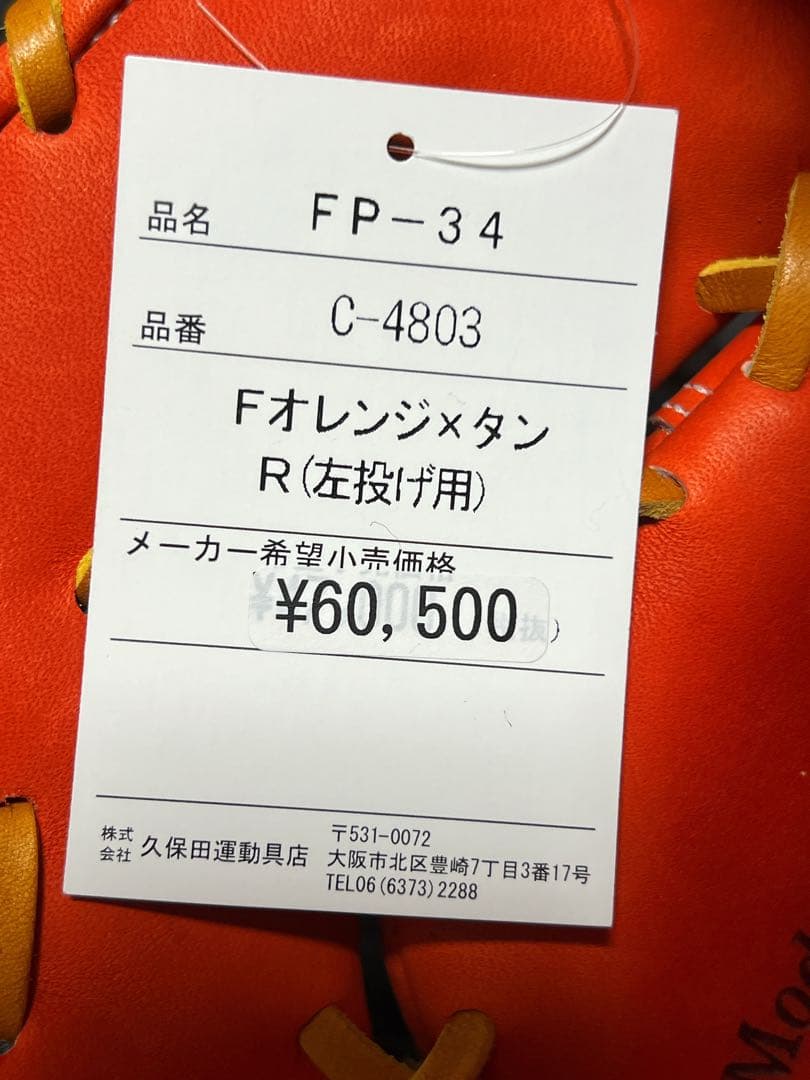 品名 FP-34
品番 C-4803
Fオレンジ×タン
R(左投げ用)
メーカー希望小売価格
¥60,500
抜)
株式会社 久保田運動具店
〒531-0072
大阪市北区豊崎7丁目3番17号
TEL06(6373)2288
Mod